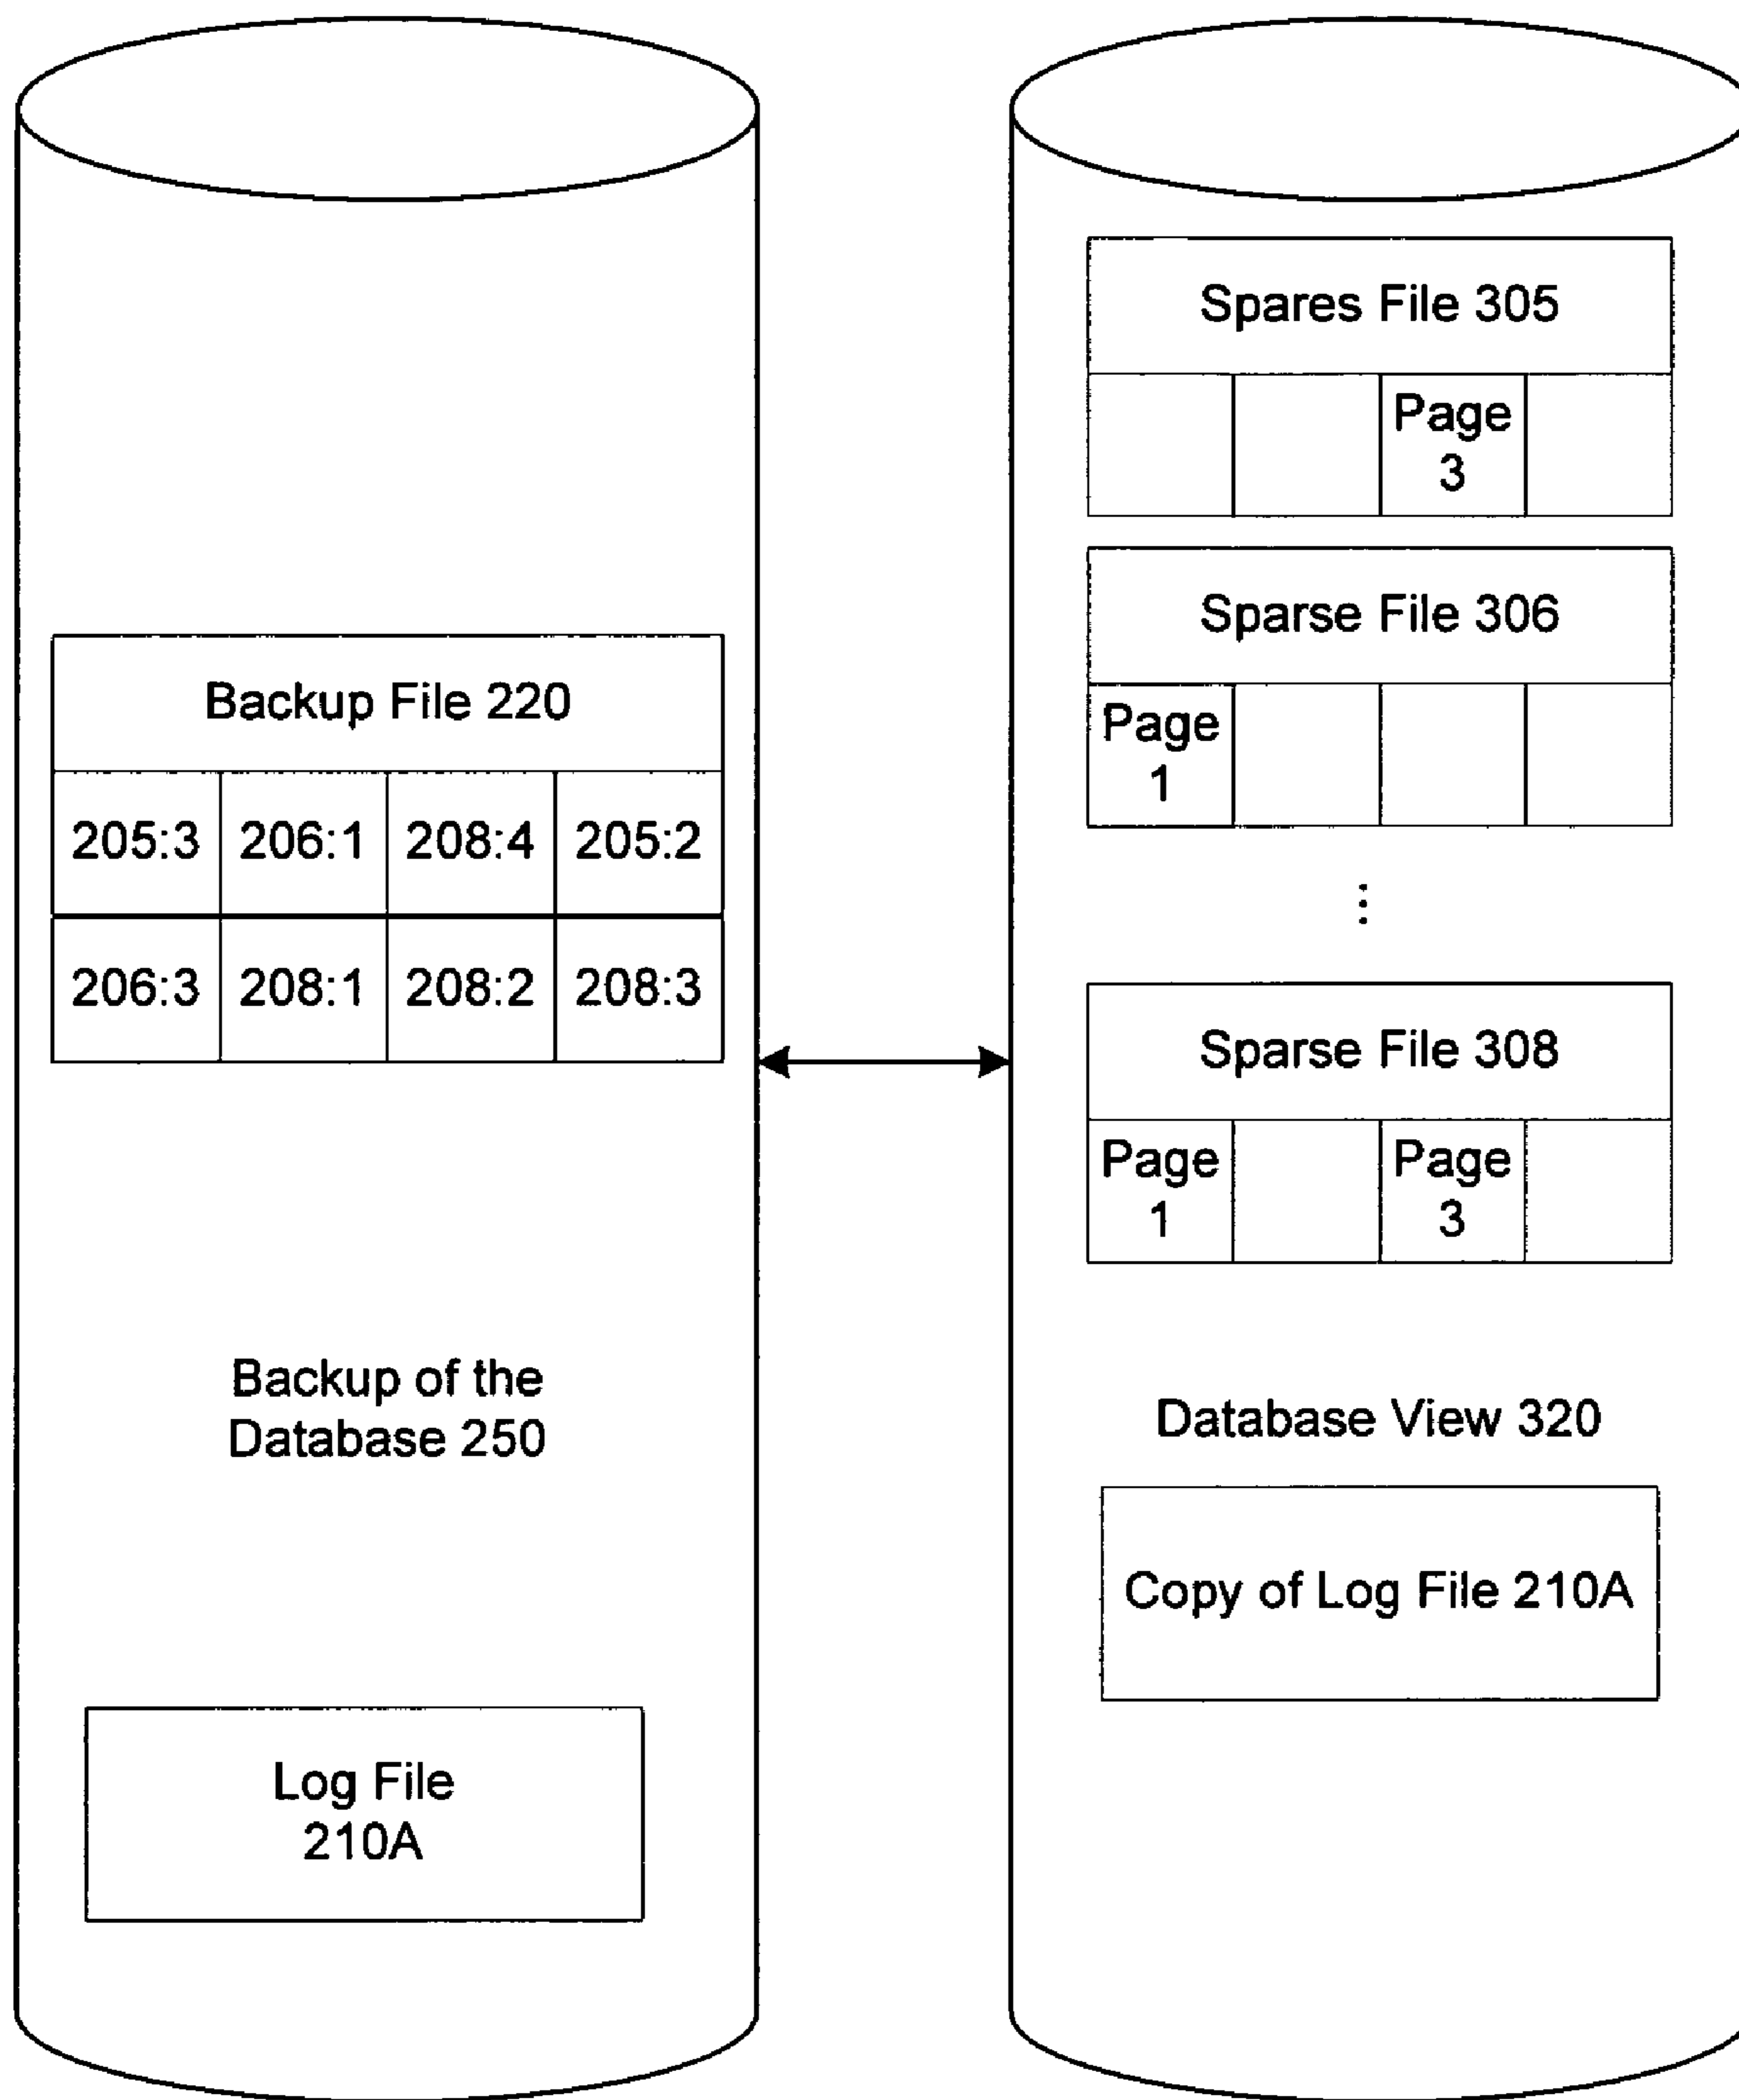 Backup File 220
205:3 206:1 208:4 205:2
206:3 208:1 208:2 208:3
Backup of the
Database 250
Log File
210A
Spares File 305
Page
3
Sparse File 306
Page
1
⋮
Sparse File 308
Page Page
1 3
Database View 320
Copy of Log File 210A